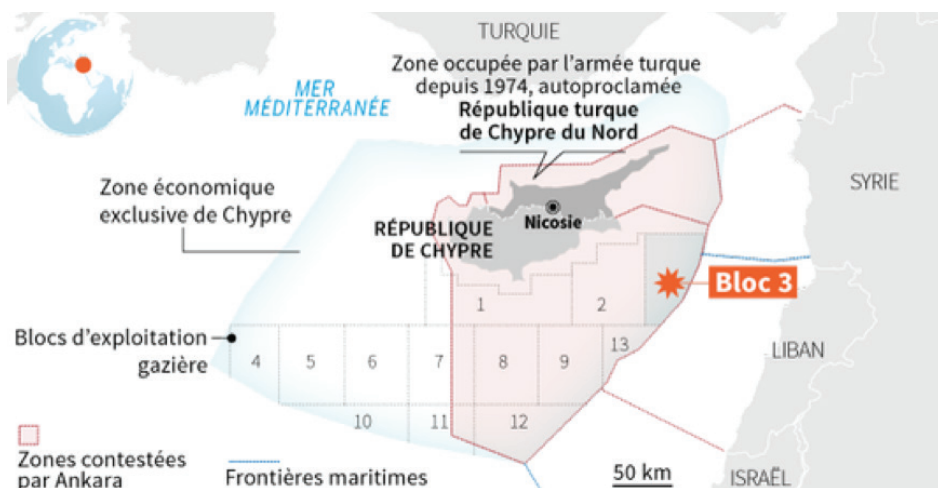 TURQUIE
Zone occupée par l'armée turque
depuis 1974, autoproclamée
République turque
de Chypre du Nord
MER
MÉDITERRANÉE
Zone économique
exclusive de Chypre
SYRIE
RÉPUBLIQUE
DE CHYPRE
Nicosie
Bloc 3
1
2
Blocs d'exploitation
gazière
4
5
6
7
8
9
13
LIBAN
10
11
12
Zones contestées
par Ankara
Frontières maritimes
50 km
ISRAËL